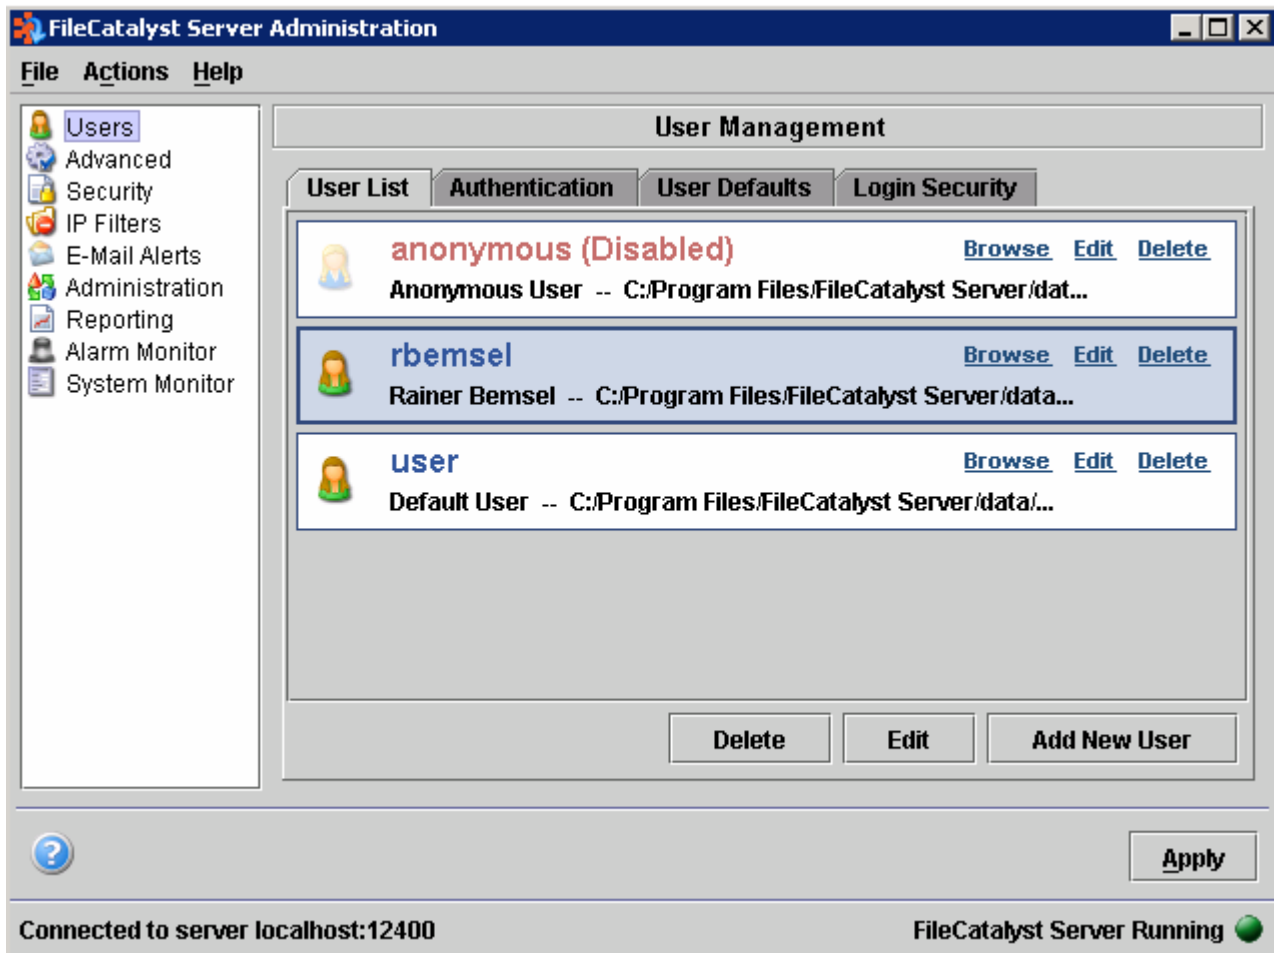 FileCatalyst Server Administration
File Actions Help
Users
Advanced
Security
IP Filters
E-Mail Alerts
Administration
Reporting
Alarm Monitor
System Monitor
User Management
User List Authentication User Defaults Login Security
anonymous (Disabled) Browse Edit Delete
Anonymous User -- C:/Program Files/FileCatalyst Server/dat...
rbemsel Browse Edit Delete
Rainer Bemsel -- C:/Program Files/FileCatalyst Server/data...
user Browse Edit Delete
Default User -- C:/Program Files/FileCatalyst Server/data/...
Delete Edit Add New User
?
Apply
Connected to server localhost:12400 FileCatalyst Server Running